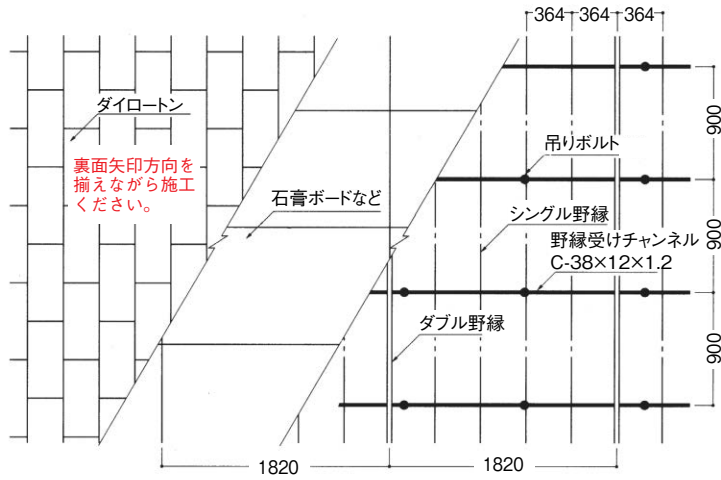 364 364 364
ダイロートン
裏面矢印方向を
揃えながら施工
ください。
石膏ボードなど
吊りボルト
シングル野縁
野縁受けチャンネル
C-38×12×1.2
ダブル野縁
900
900
900
1820
1820